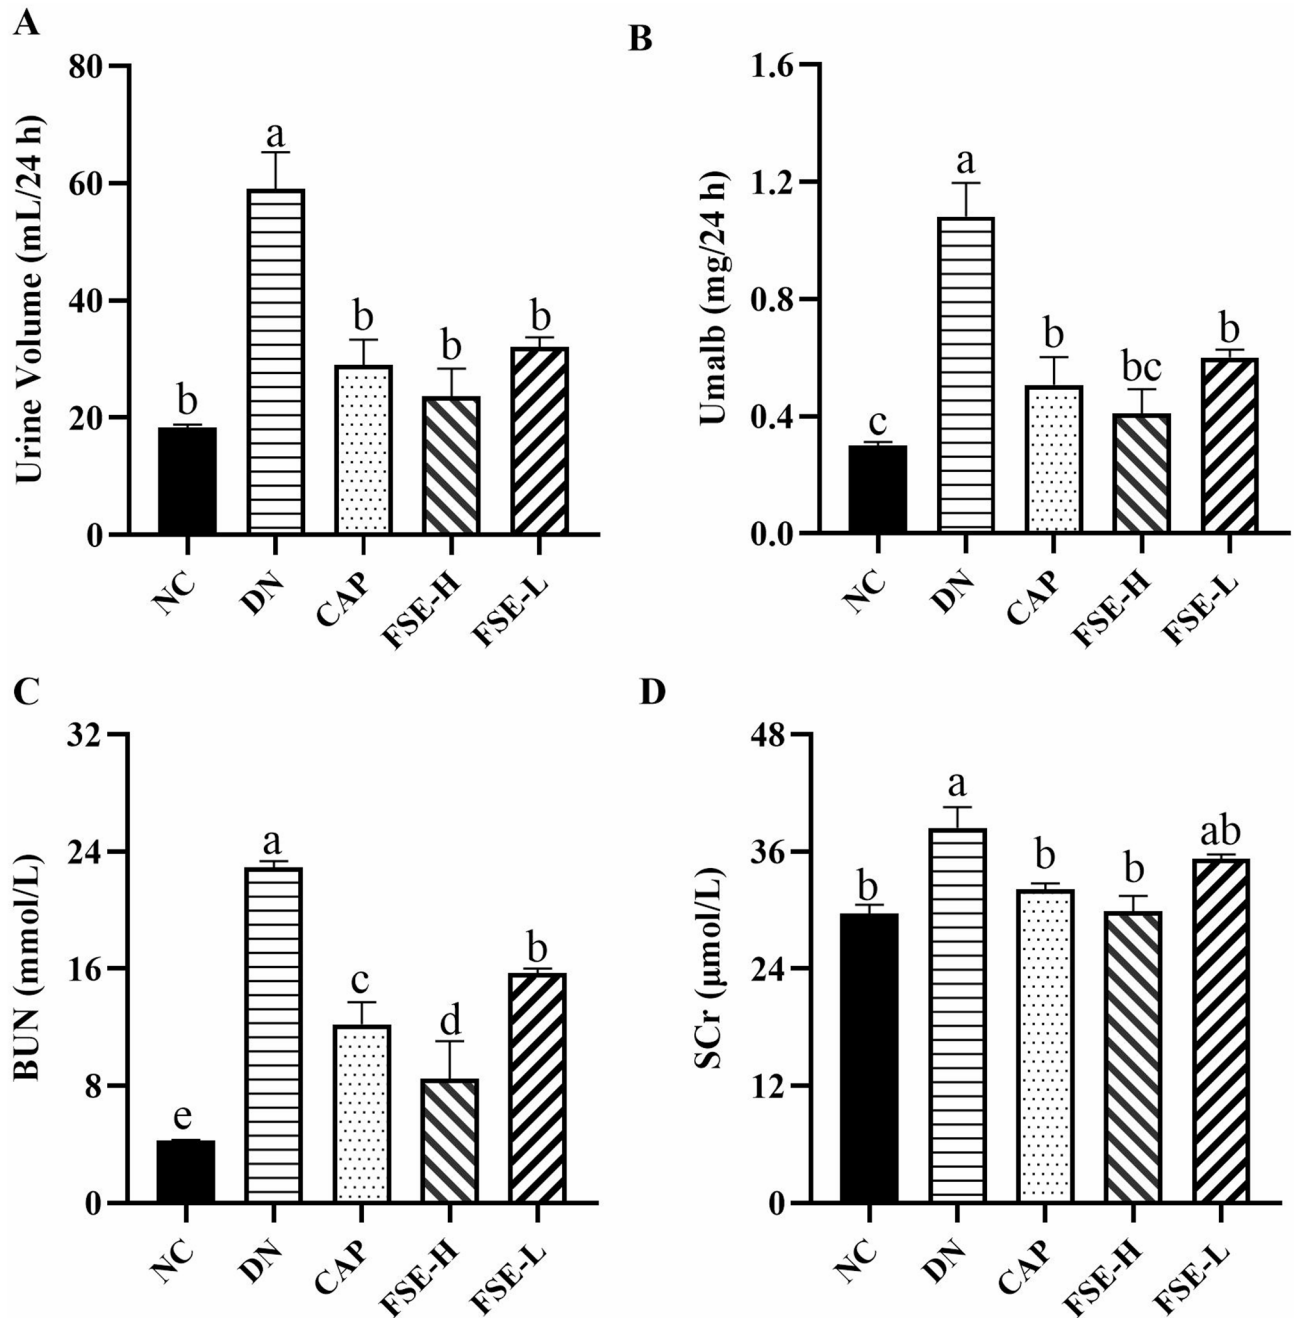 A
Urine Volume (mL/24 h)
80
60
40
20
0
b
a
b
b
b
NC
DN
CAP
FSE-H
FSE-L
B
Umalb (mg/24 h)
1.6
1.2
0.8
0.4
0.0
c
a
b
bc
b
NC
DN
CAP
FSE-H
FSE-L
C
BUN (mmol/L)
32
24
16
8
0
e
a
c
d
b
NC
DN
CAP
FSE-H
FSE-L
D
SCr (μmol/L)
48
36
24
12
0
b
a
b
b
ab
NC
DN
CAP
FSE-H
FSE-L